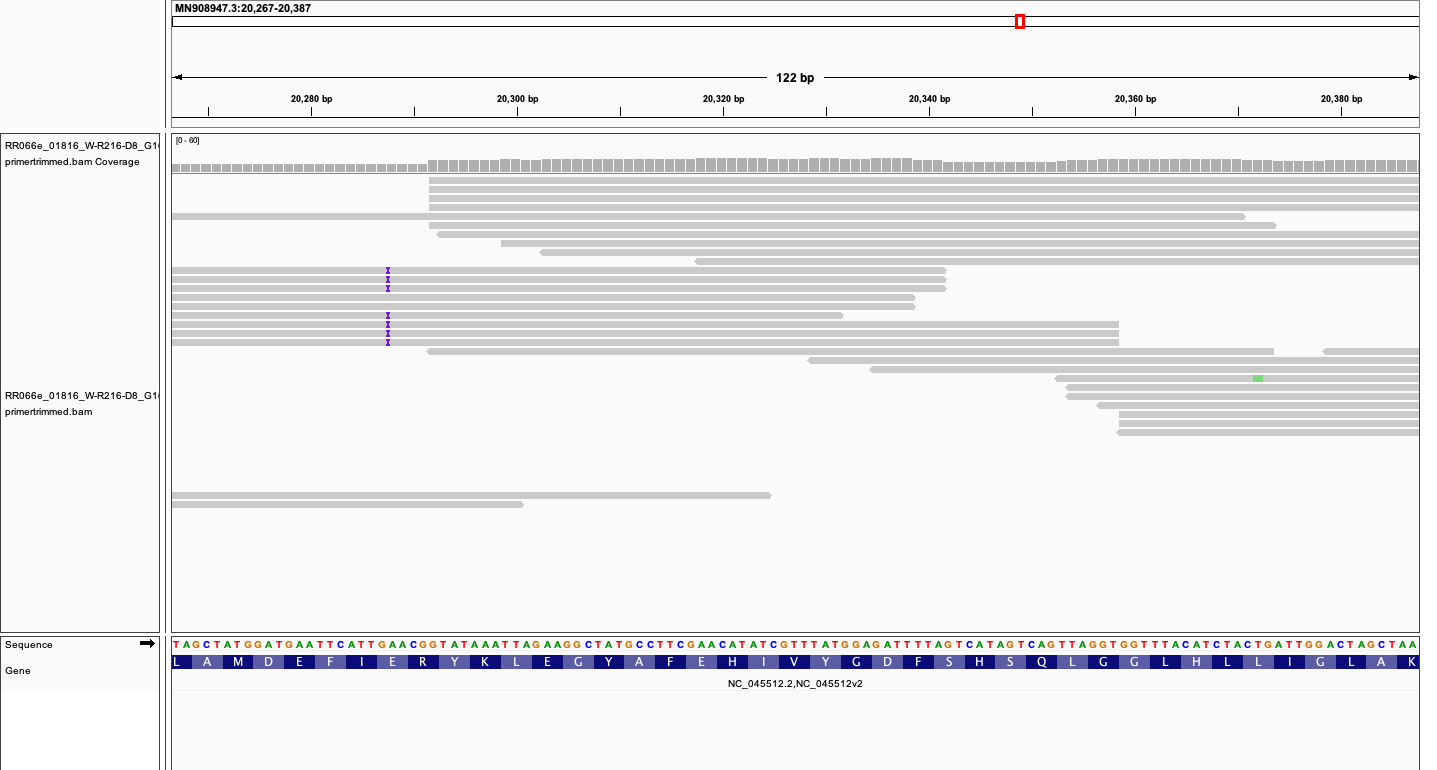 MN908947.3:20,267-20,387
122 bp
20,280 bp 20,300 bp 20,320 bp 20,340 bp 20,360 bp 20,380 bp
RR066e_01816_W-R216-D8_G1
primertrimmed.bam Coverage
[0 - 60]
RR066e_01816_W-R216-D8_G1
primertrimmed.bam
Sequence
TAGCTATGGATGAATTCATTGAACGGTATAAATTAGAAGGCTATGCCTTCGAACATATCGTTTATGGAGATTTTAGTCATAGTCAGTTAGGTGGTTTACATCTACTGATTGGACTAGCTAA
Gene
L A M D E F I E R Y K L E G Y A F E H I V Y G D F S H S Q L G G L H L L I G L A K
NC_045512.2,NC_045512v2